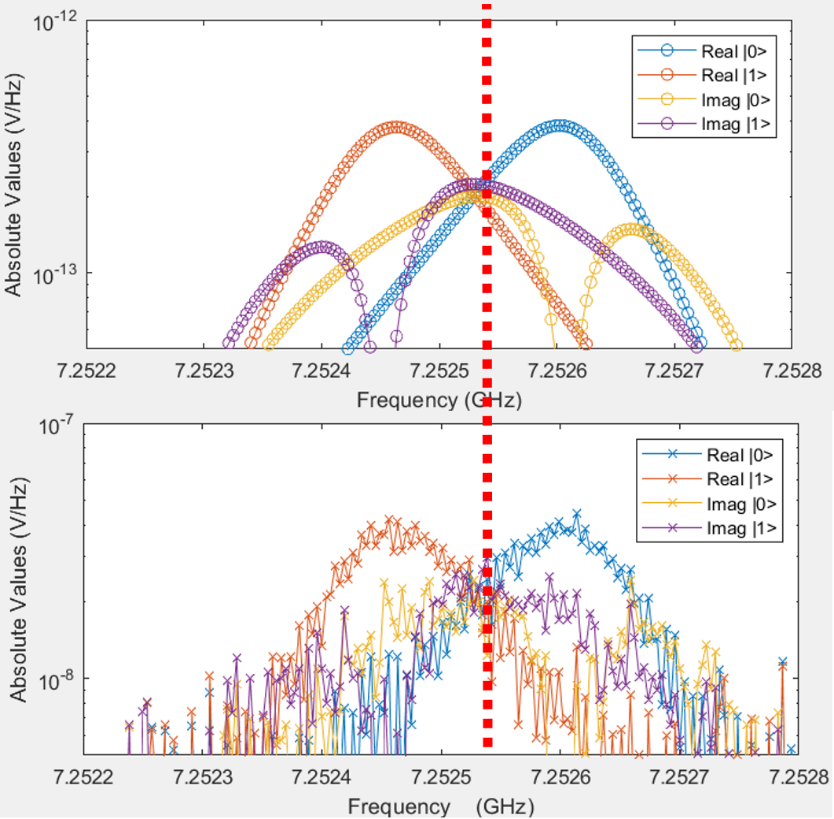 10^-12
Real |0>
Real |1>
Imag |0>
Imag |1>
Absolute Values (V/Hz)
10^-13
7.2522 7.2523 7.2524 7.2525 7.2526 7.2527 7.2528
Frequency (GHz)
10^-7
Real |0>
Real |1>
Imag |0>
Imag |1>
Absolute Values (V/Hz)
10^-8
7.2522 7.2523 7.2524 7.2525 7.2526 7.2527 7.2528
Frequency (GHz)